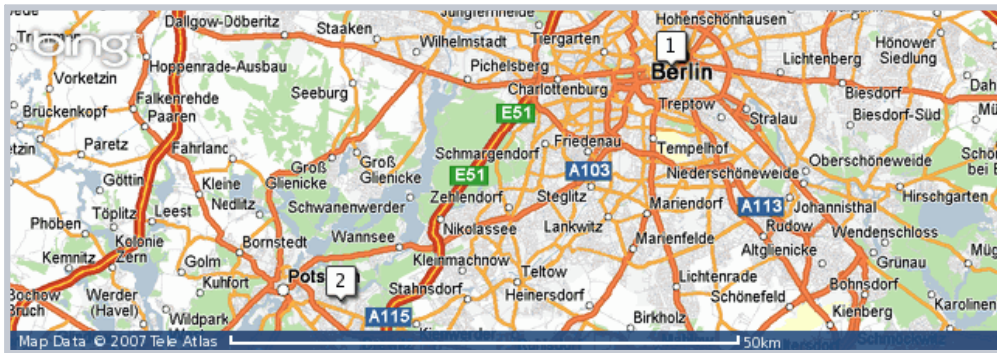 Dallgow-Döberitz
Staaken
Jungfernheide
Hohenschönhausen
Wilhelmstadt
Tiergarten
1
Hönower
Siedlung
bing
Hoppenrade-Ausbau
Vorketzin
Pichelsberg
Berlin
Lichtenberg
Seeburg
Charlottenburg
Biesdorf
Brückenkopf
Falkenrehde
Paaren
E51
Treptow
Stralau
Biesdorf-Süd
Päretz
Fahrland
Groß
Glienicke
Groß
Glienicke
Schmargendorf
Friedenau
Tempelhof
Oberschöneweide
Göttin
Kleine
Nedlitz
E51
A103
Niederschöneweide
Zehlendorf
Steglitz
Hirschgarten
Phöben
Töplitz
Leest
Schwanenwerder
Mariendorf
A113
Johannisthal
Nikolassee
Lankwitz
Rudow
Wendenschloss
Kolonie
Zern
Bornstedt
Wannsee
Marienfelde
Altglienicke
Kemnitz
Golm
Kleinmachnow
Grünau
Kuhfort
Pots
2
Teltow
Lichtenrade
Bohnsdorf
Werder
(Havel)
Stahnsdorf
Heinersdorf
Schönefeld
Wildpark
A115
Birkholz
Kienberg
Map Data © 2007 Tele Atlas
50km